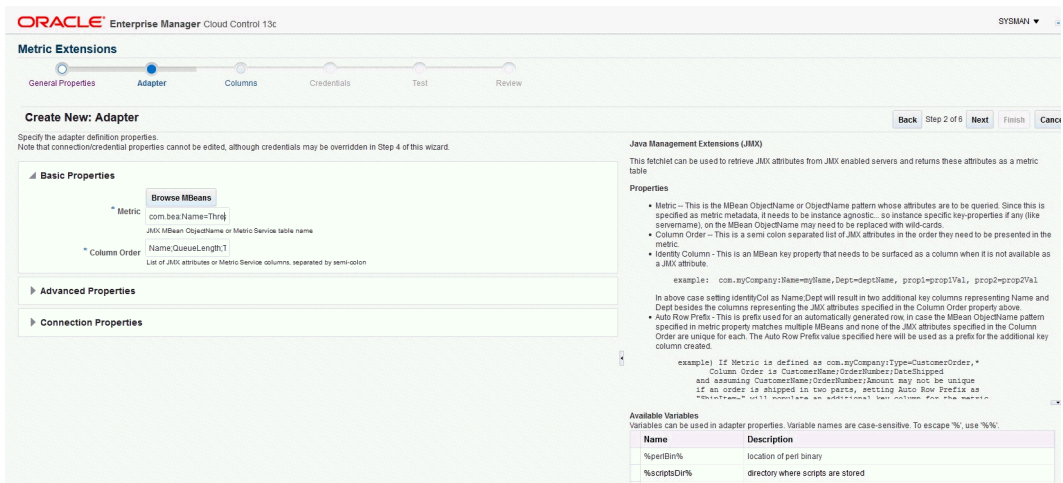 ORACLE® Enterprise Manager Cloud Control 13c
SYSMAN
Metric Extensions
General Properties Adapter Columns Credentials Test Review
Create New: Adapter
Back Step 2 of 6 Next Finish Cance
Specify the adapter definition properties.
Note that connection/credential properties cannot be edited, although credentials may be overridden in Step 4 of this wizard.
Basic Properties
Browse MBeans
* Metric com.bea:Name=Thre
JMX MBean ObjectName or Metric Service table name
* Column Order Name;QueueLength;T
List of JMX attributes or Metric Service columns, separated by semi-colon
Advanced Properties
Connection Properties
Java Management Extensions (JMX)
This fetchlet can be used to retrieve JMX attributes from JMX enabled servers and returns these attributes as a metric
table
Properties
• Metric -- This is the MBean ObjectName or ObjectName pattern whose attributes are to be queried. Since this is
specified as metric metadata, it needs to be instance agnostic... so instance specific key-properties if any (like
servername), on the MBean ObjectName may need to be replaced with wild-cards.
• Column Order -- This is a semi colon separated list of JMX attributes in the order they need to be presented in the
metric.
• Identity Column - This is an MBean key property that needs to be surfaced as a column when it is not available as
a JMX attribute.
example: com.myCompany:Name=myName,Dept=deptName, prop1=prop1Val, prop2=prop2Val
In above case setting identityCol as Name;Dept will result in two additional key columns representing Name and
Dept besides the columns representing the JMX attributes specified in the Column Order property above.
• Auto Row Prefix - This is prefix used for an automatically generated row, in case the MBean ObjectName pattern
specified in metric property matches multiple MBeans and none of the JMX attributes specified in the Column
Order are unique for each. The Auto Row Prefix value specified here will be used as a prefix for the additional key
column created.
example) If Metric is defined as com.myCompany:Type=CustomerOrder,*
Column Order is CustomerName;OrderNumber;DateShipped
and assuming CustomerName;OrderNumber;Amount may not be unique
if an order is shipped in two parts, setting Auto Row Prefix as
"ShipItem-" will populate an additional key column for the metric
Available Variables
Variables can be used in adapter properties. Variable names are case-sensitive. To escape '%', use '%%'.
Name Description
%perlBin% location of perl binary
%scriptsDir% directory where scripts are stored